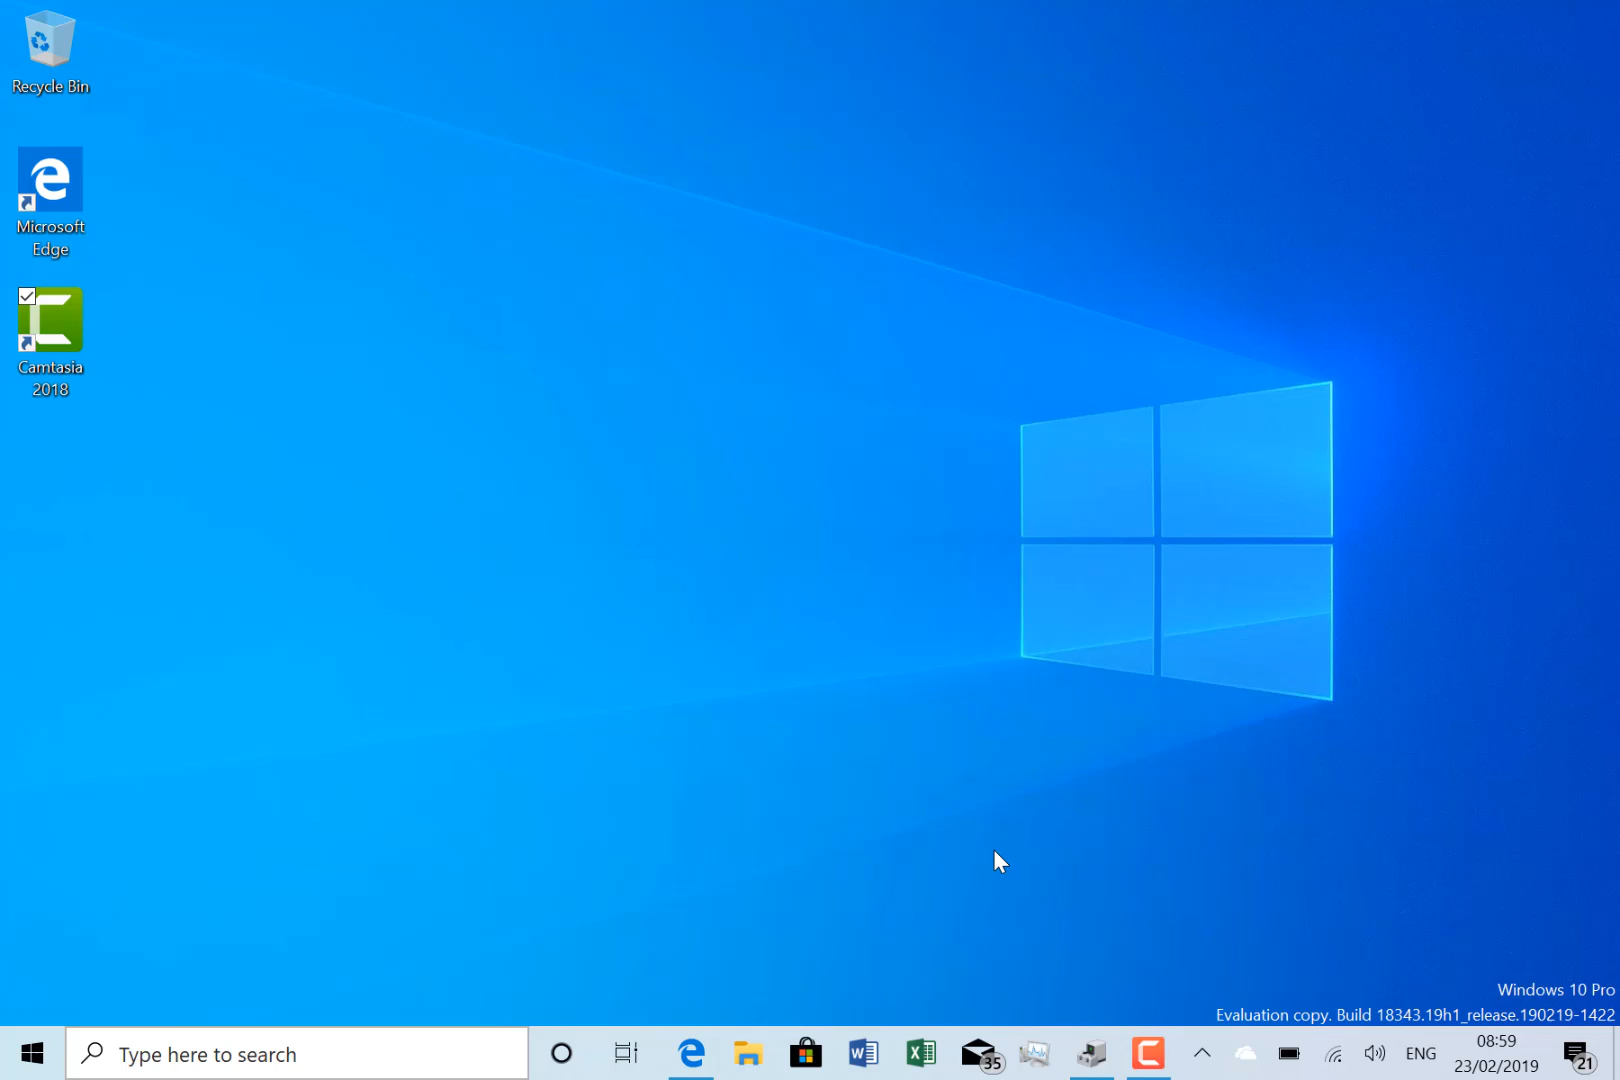 Recycle Bin
Microsoft
Edge
Camtasia
2018
Windows 10 Pro
Evaluation copy. Build 18343.19h1_release.190219-1422
Type here to search
35
ENG
08:59
23/02/2019
21